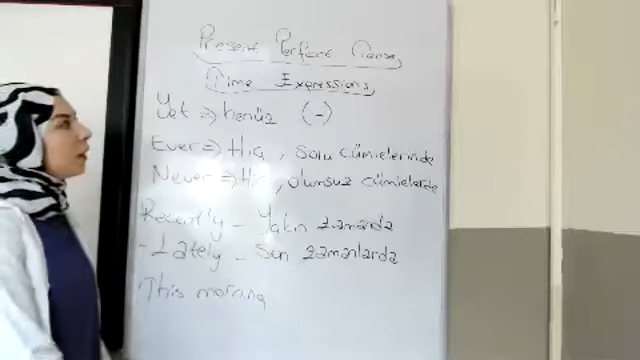 Present Perfect Tense
Time Expressions
Yet => henüz (-)
Ever => Hiç, soru cümlelerinde
Never => Hiç, olumsuz cümlelerde
Recently - Yakın zamanda
- Lately - Son zamanlarda
This morning